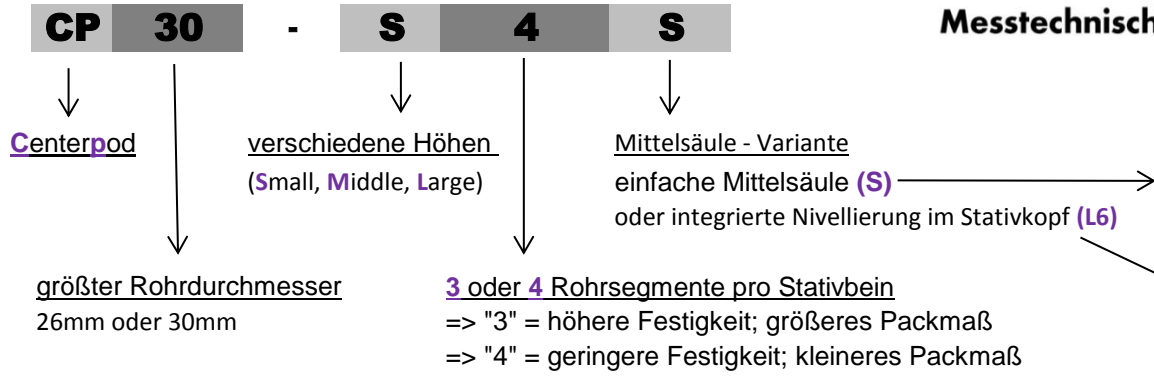 CP 30 - S 4 S
Messtechnisch
Centerpod
verschiedene Höhen
(Small, Middle, Large)
Mittelsäule - Variante
einfache Mittelsäule (S)
oder integrierte Nivellierung im Stativkopf (L6)
größter Rohrdurchmesser
26mm oder 30mm
3 oder 4 Rohrsegmente pro Stativbein
=> "3" = höhere Festigkeit; größeres Packmaß
=> "4" = geringere Festigkeit; kleineres Packmaß